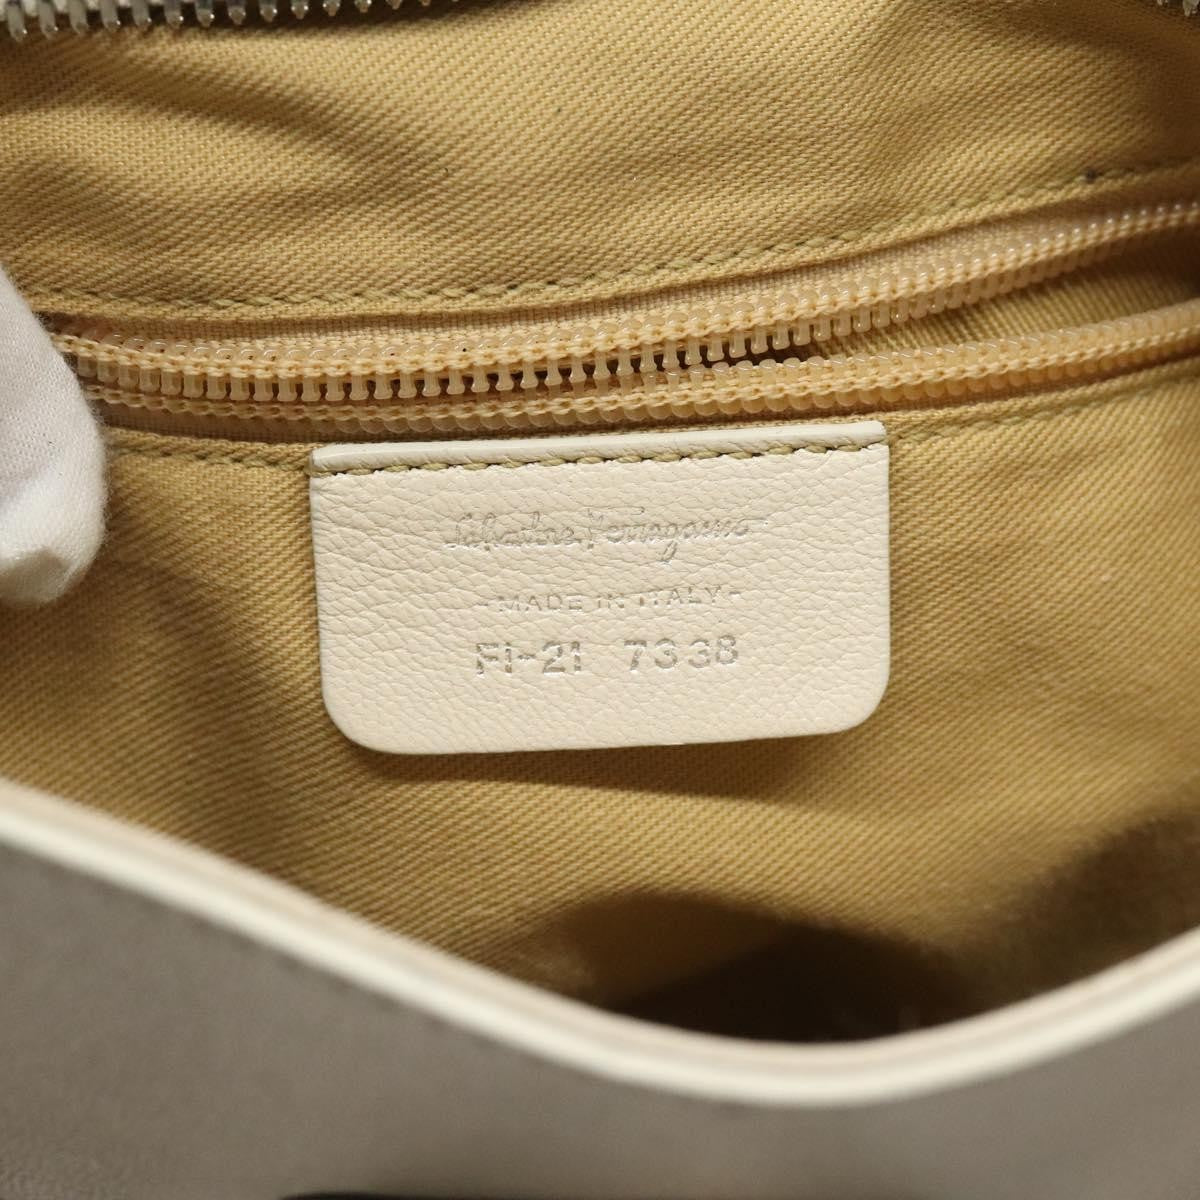 Salvatore Ferragamo
-MADE IN ITALY-
FI-21 7338